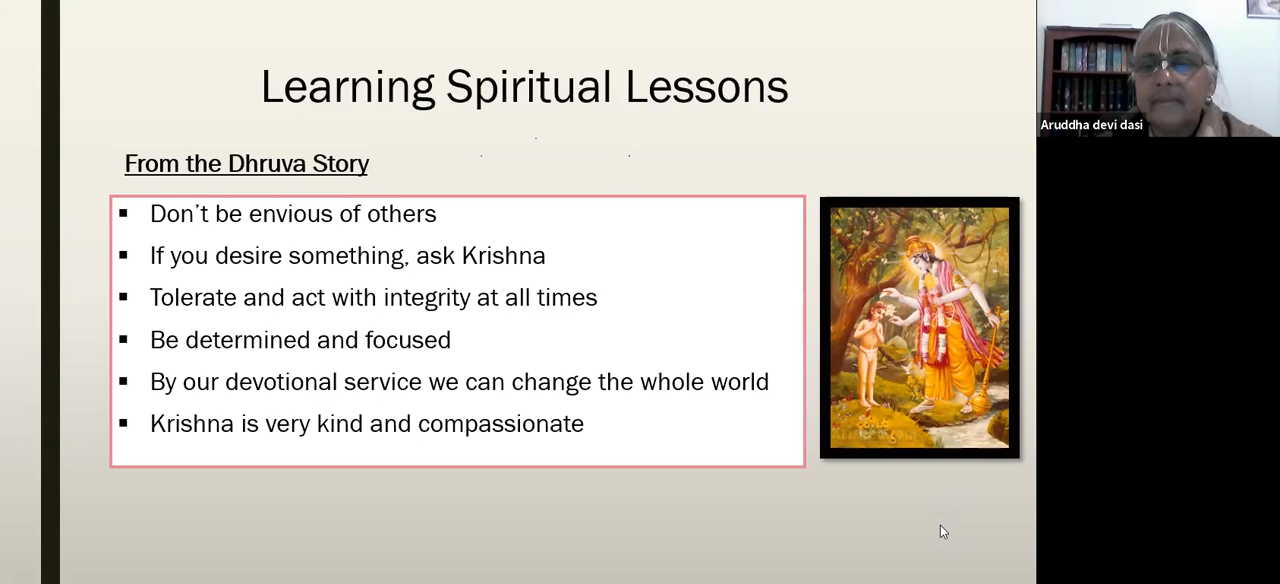 Learning Spiritual Lessons
From the Dhruva Story
▪ Don't be envious of others
▪ If you desire something, ask Krishna
▪ Tolerate and act with integrity at all times
▪ Be determined and focused
▪ By our devotional service we can change the whole world
▪ Krishna is very kind and compassionate
Aruddha devi dasi